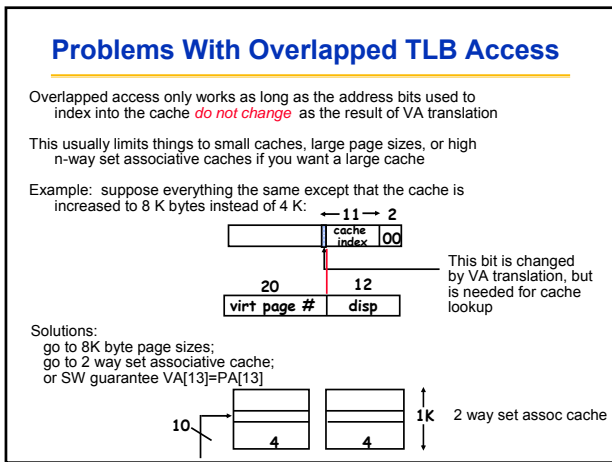 Problems With Overlapped TLB Access
Overlapped access only works as long as the address bits used to
index into the cache do not change as the result of VA translation
This usually limits things to small caches, large page sizes, or high
n-way set associative caches if you want a large cache
Example: suppose everything the same except that the cache is
increased to 8 K bytes instead of 4 K:
11 2
cache
index 00
This bit is changed
by VA translation, but
is needed for cache
lookup
20 12
virt page # disp
Solutions:
go to 8K byte page sizes;
go to 2 way set associative cache;
or SW guarantee VA[13]=PA[13]
1K 2 way set assoc cache
10
4 4